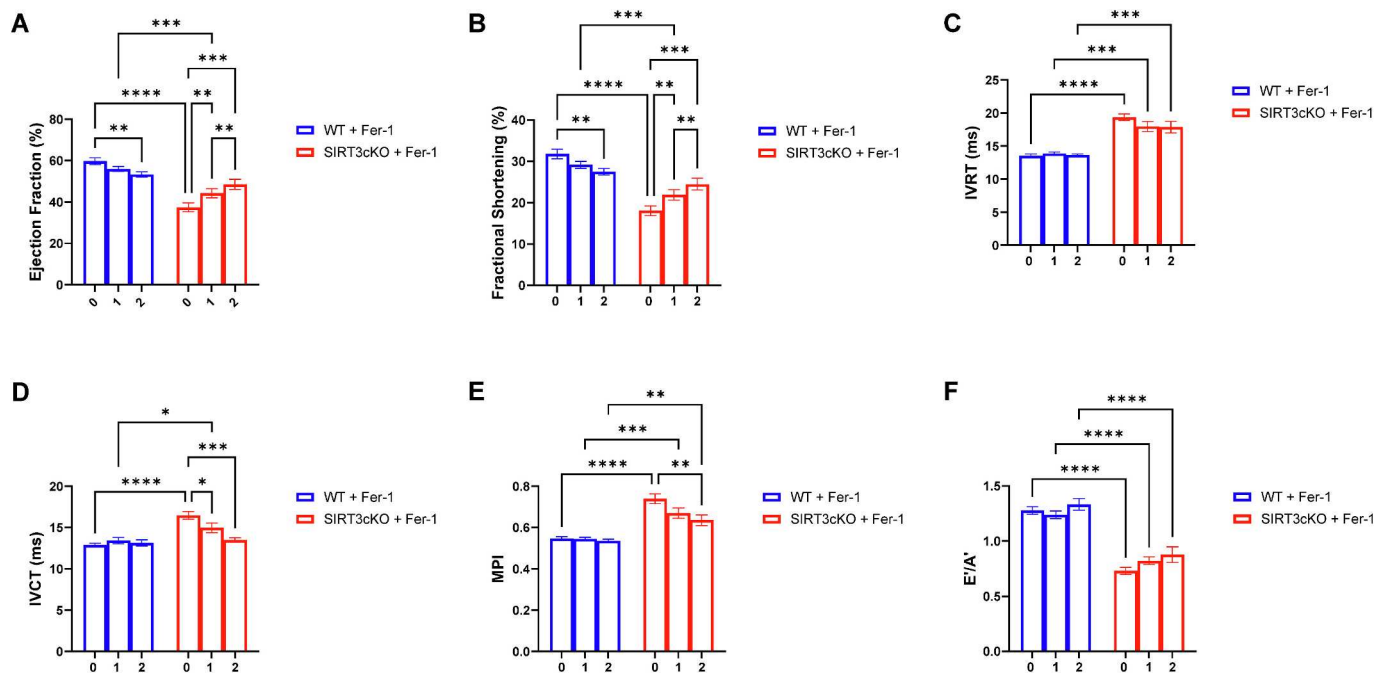 A
***
***
****
**
**
**
Ejection Fraction (%)
80
60
40
20
0
0 1 2 0 1 2
WT + Fer-1
SIRT3cKO + Fer-1
B
***
***
****
**
**
**
Fractional Shortening (%)
40
30
20
10
0
0 1 2 0 1 2
WT + Fer-1
SIRT3cKO + Fer-1
C
***
***
****
IVRT (ms)
25
20
15
10
5
0
0 1 2 0 1 2
WT + Fer-1
SIRT3cKO + Fer-1
D
*
***
****
*
IVCT (ms)
20
15
10
5
0
0 1 2 0 1 2
WT + Fer-1
SIRT3cKO + Fer-1
E
**
***
****
**
MPI
0.8
0.6
0.4
0.2
0.0
0 1 2 0 1 2
WT + Fer-1
SIRT3cKO + Fer-1
F
****
****
****
E'/A'
1.5
1.0
0.5
0.0
0 1 2 0 1 2
WT + Fer-1
SIRT3cKO + Fer-1